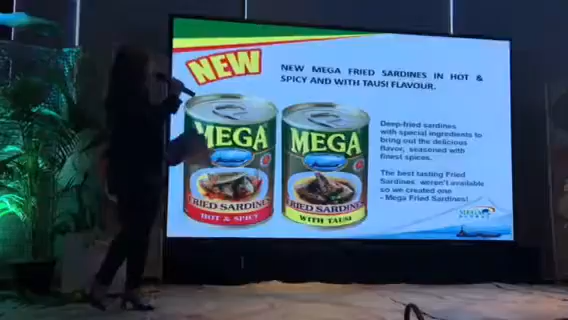 NEW
NEW MEGA FRIED SARDINES IN HOT &
SPICY AND WITH TAUSI FLAVOUR.
MEGA
FRIED SARDINES
HOT & SPICY
MEGA
FRIED SARDINES
WITH TAUSI
Deep-fried sardines
with special ingredients to
bring out the delicious
flavor, seasoned with
finest spices.
The best tasting Fried
Sardines weren't available
so we created one
- Mega Fried Sardines!
MEGA
GLOBAL